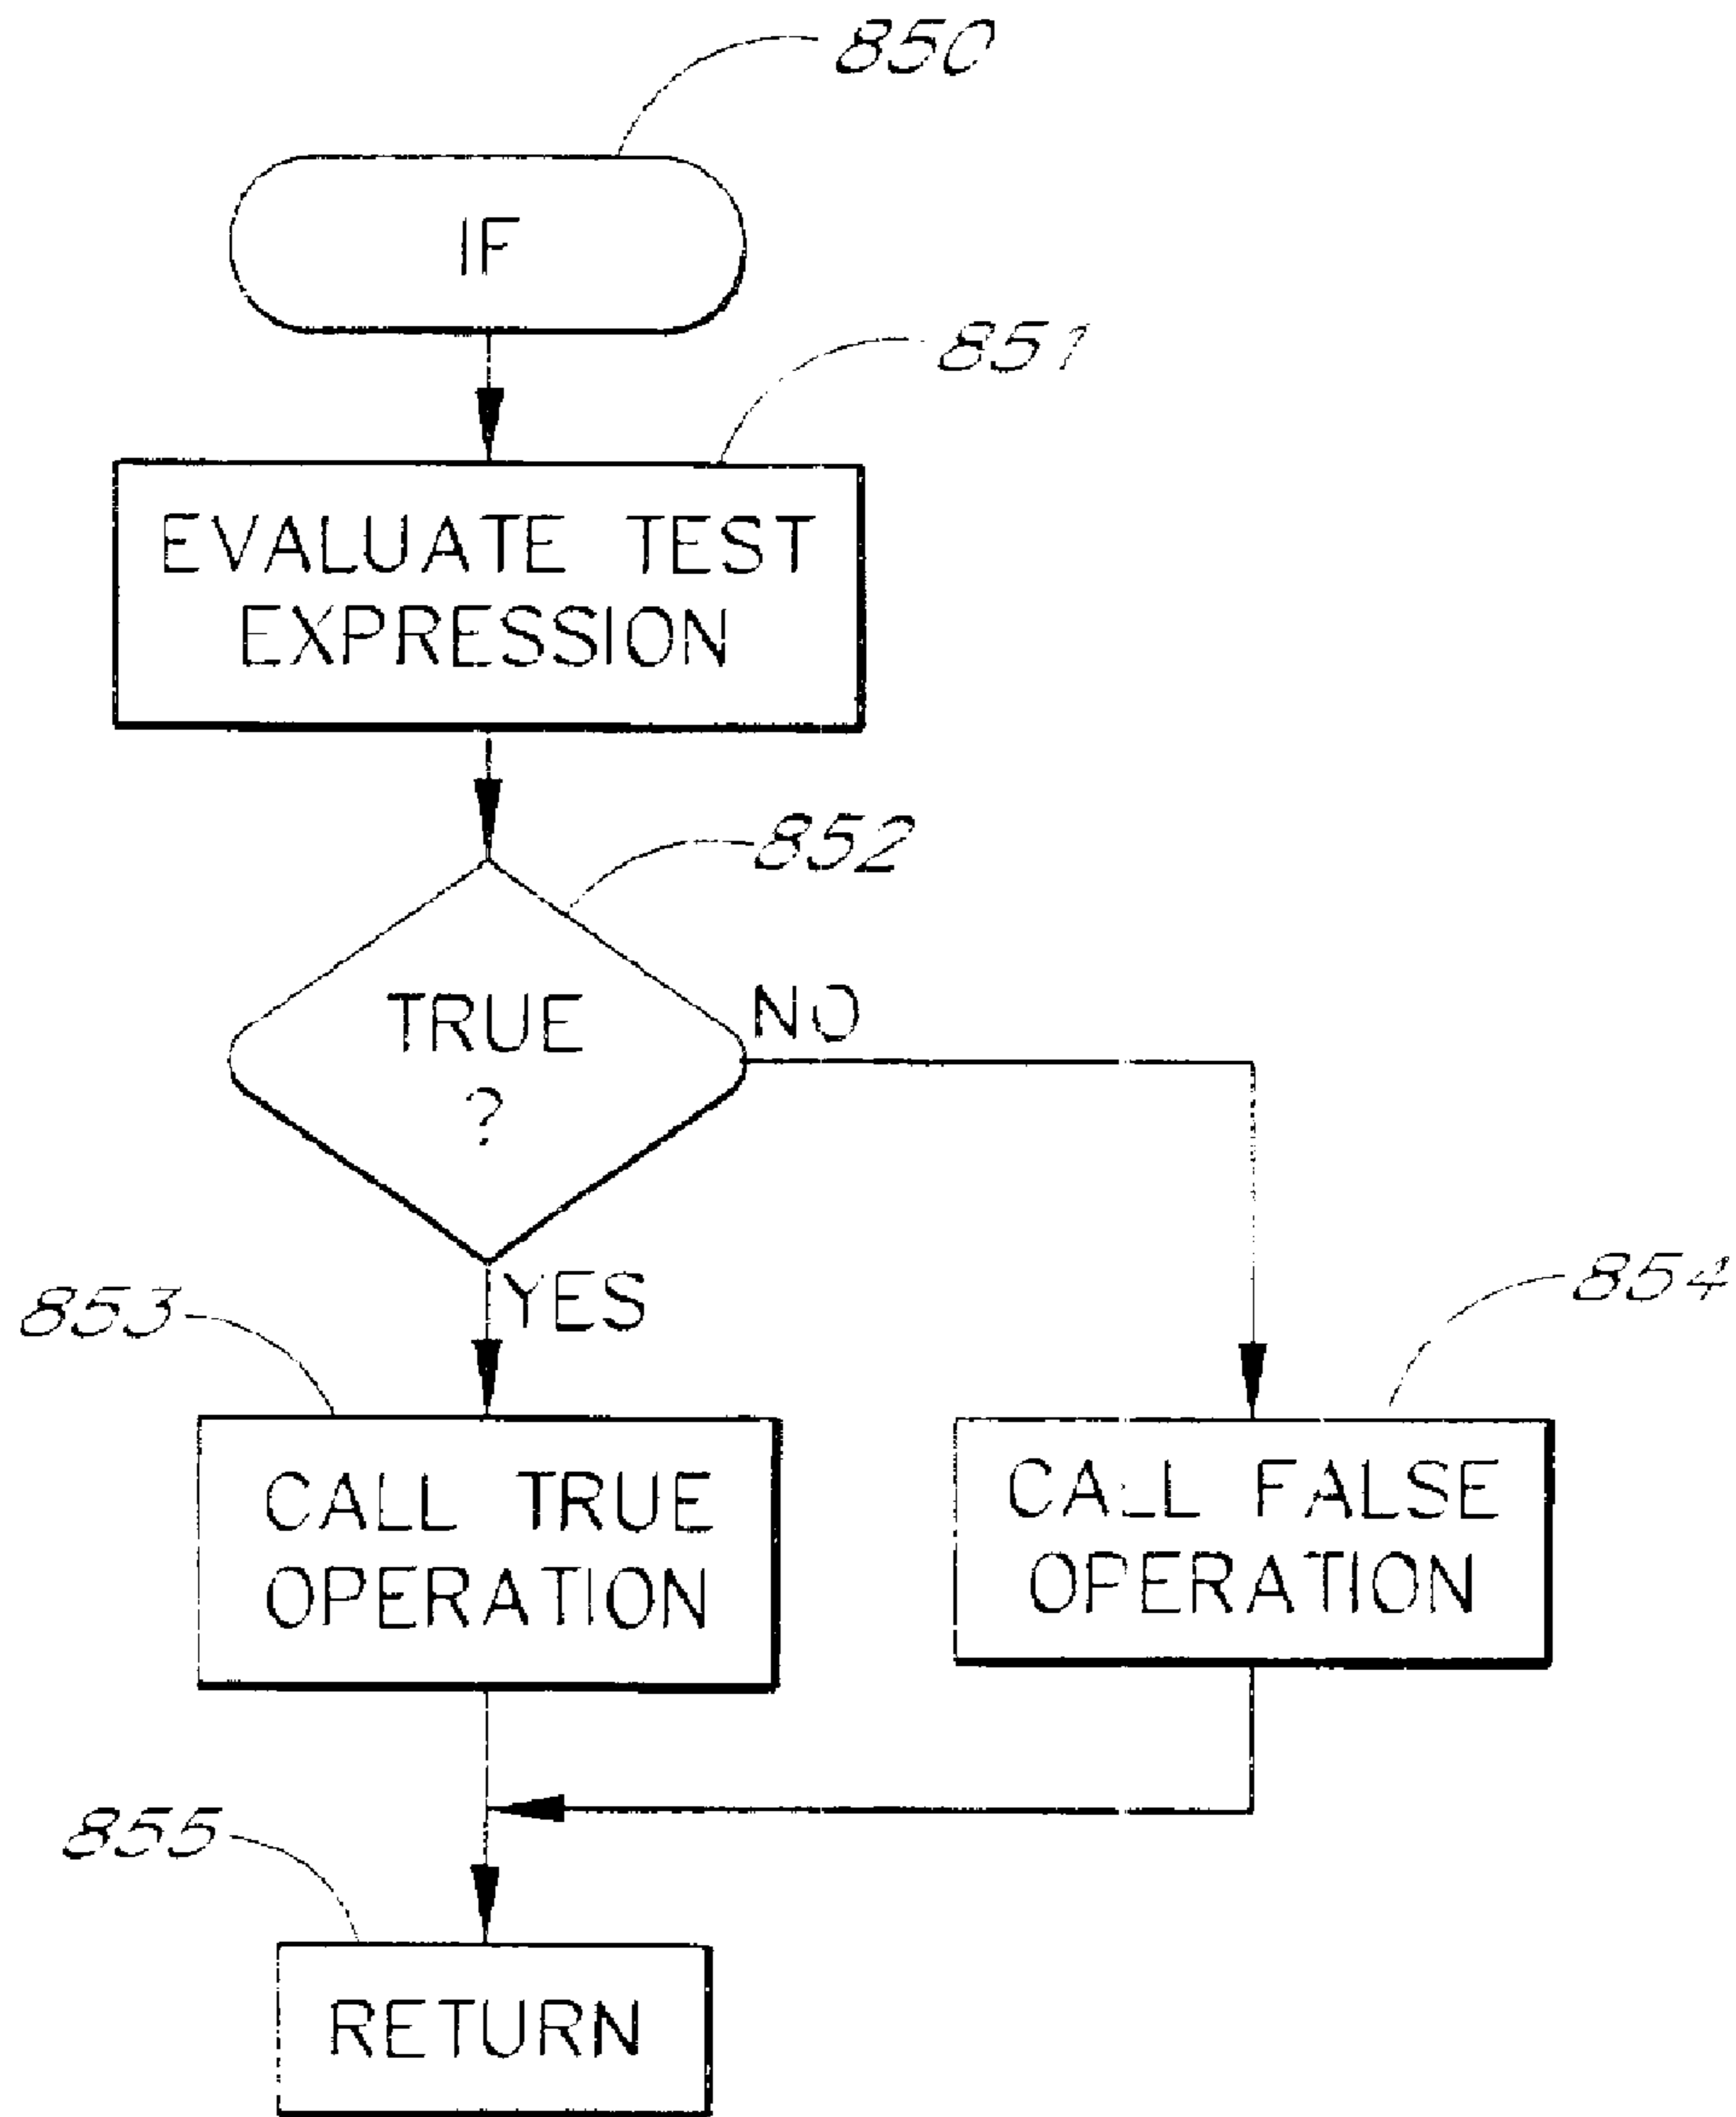 850
IF
851
EVALUATE TEST
EXPRESSION
852
TRUE
?
NO
YES
853
854
CALL TRUE
OPERATION
CALL FALSE
OPERATION
855
RETURN